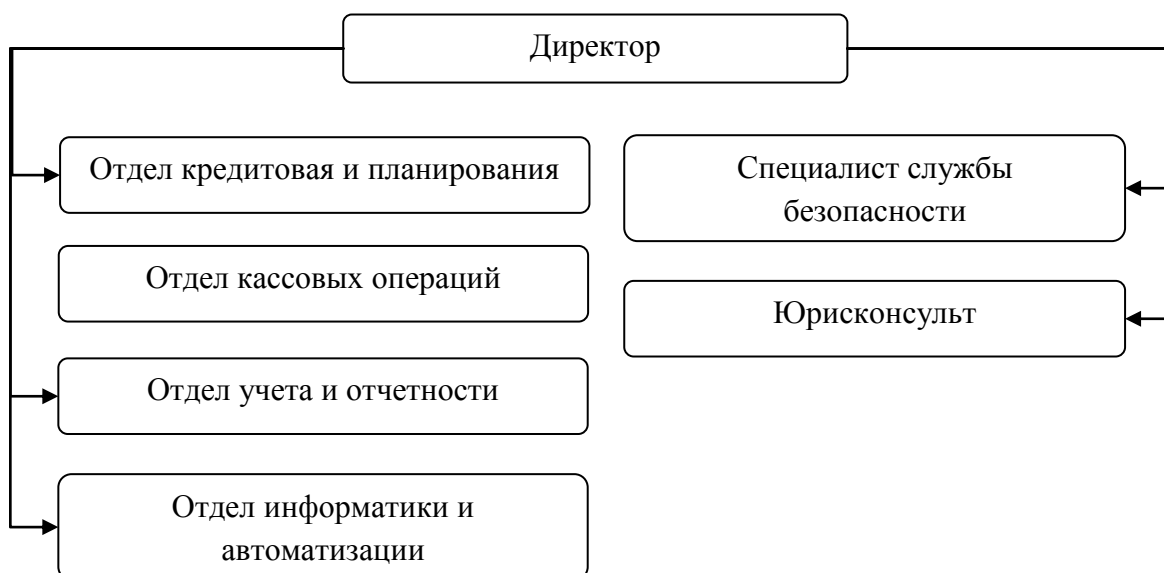 Директор
Отдел кредитовая и планирования
Отдел кассовых операций
Отдел учета и отчетности
Отдел информатики и
автоматизации
Специалист службы
безопасности
Юрисконсульт